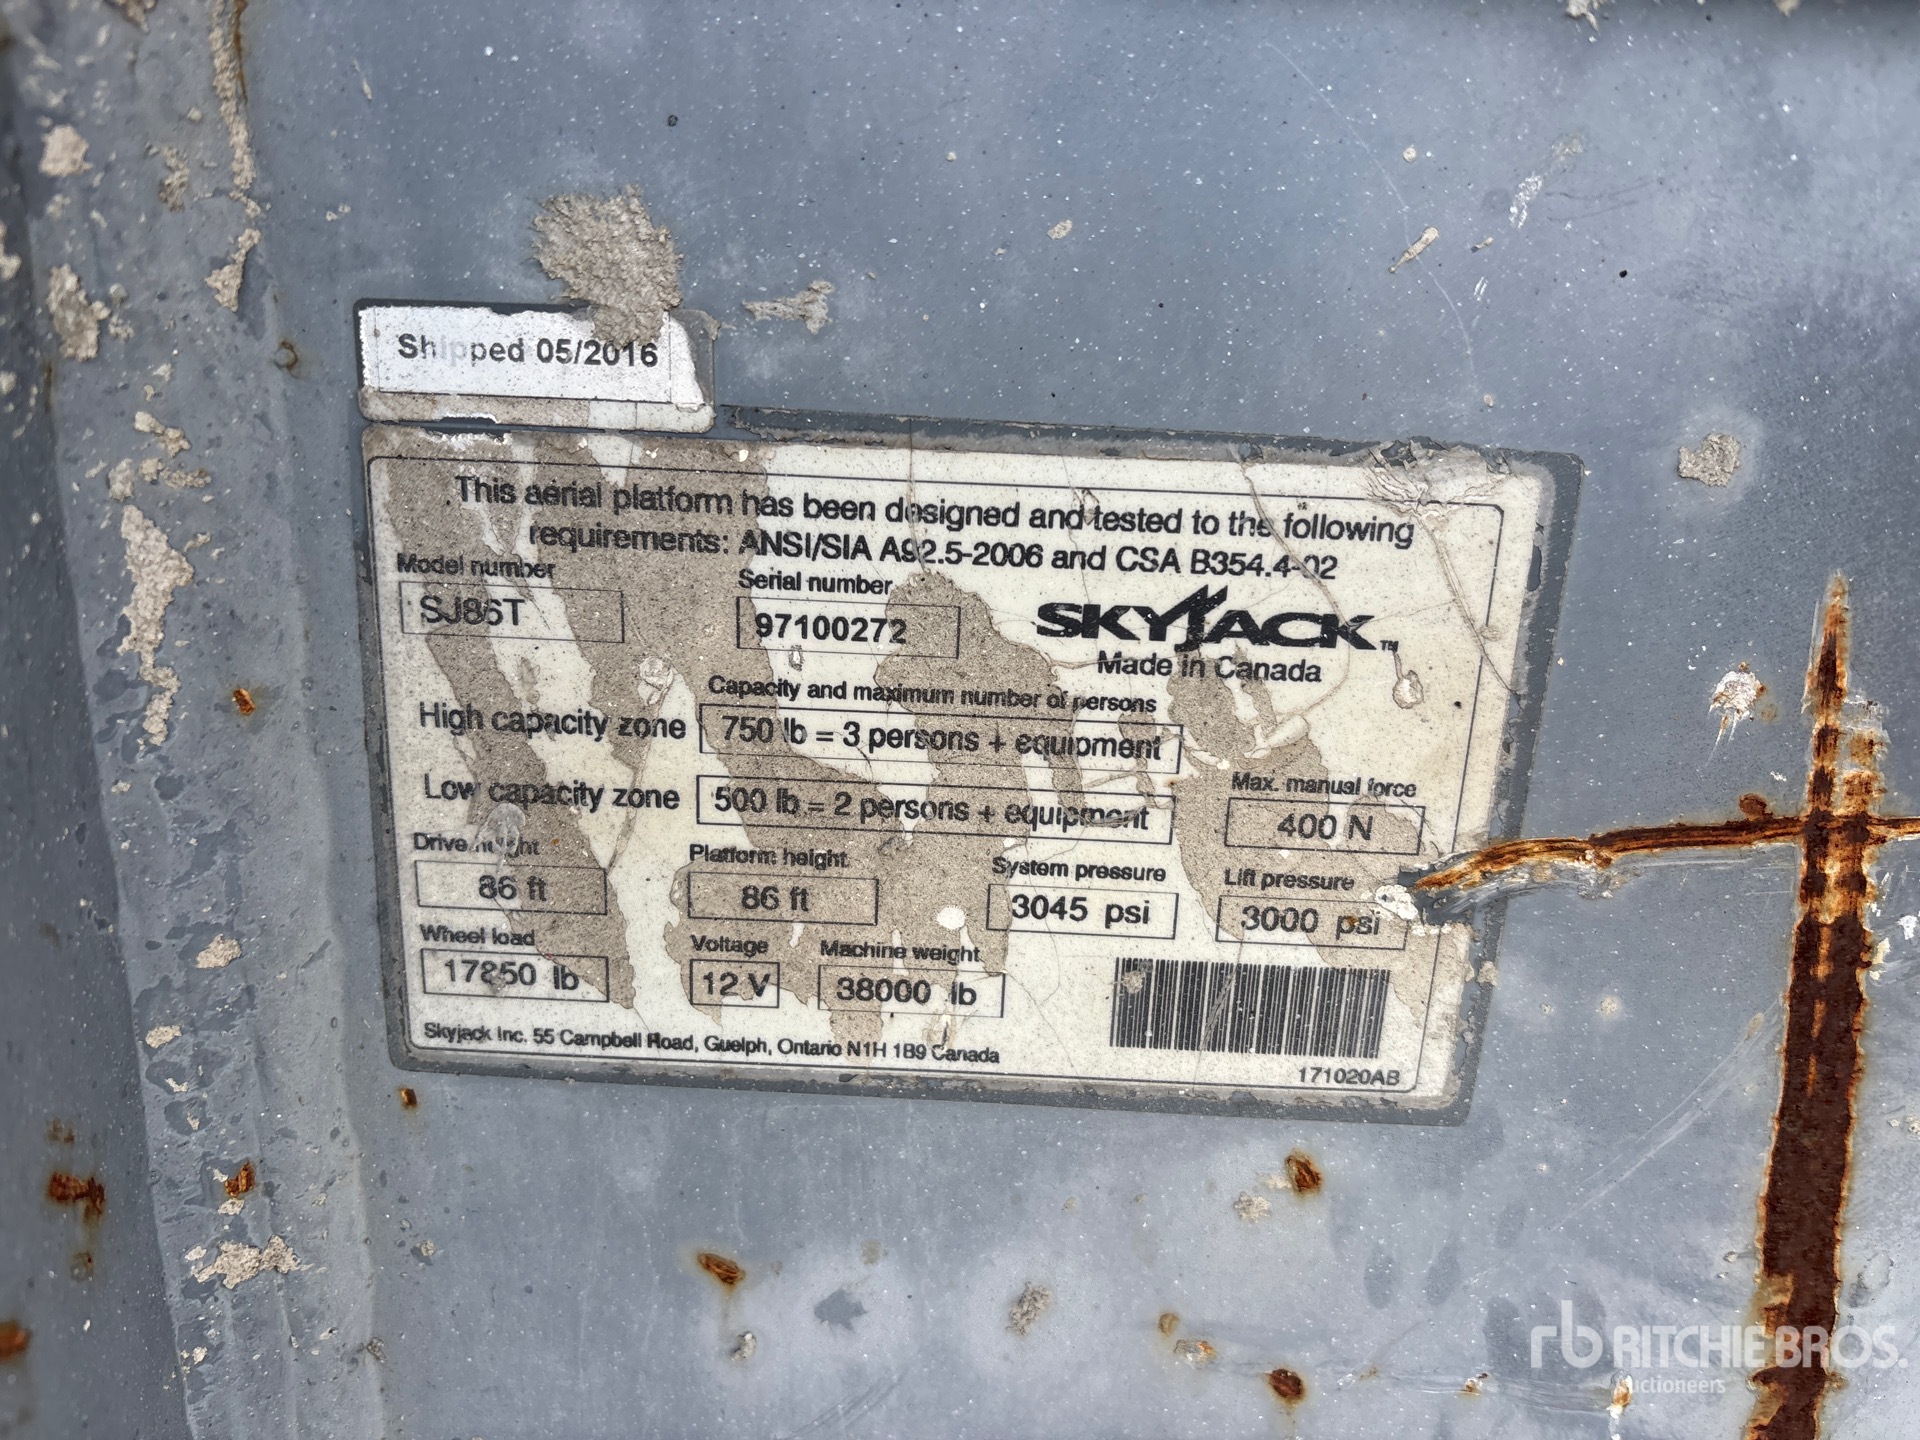 Shipped 05/2016
This aerial platform has been designed and tested to the following
requirements: ANSI/SIA A92.5-2006 and CSA B354.4-02
Model number
SJ86T
Serial number
97100272
SKYJACK™
Made in Canada
Capacity and maximum number of persons
High capacity zone
750 lb = 3 persons + equipment
Low capacity zone
500 lb = 2 persons + equipment
Max. manual force
400 N
Drive height
86 ft
Platform height
86 ft
System pressure
3045 psi
Lift pressure
3000 psi
Wheel load
17850 lb
Voltage
12 V
Machine weight
38000 lb
Skyjack Inc. 55 Campbell Road, Guelph, Ontario N1H 1B9 Canada
171020AB
rb RITCHIE BROS.
Auctioneers